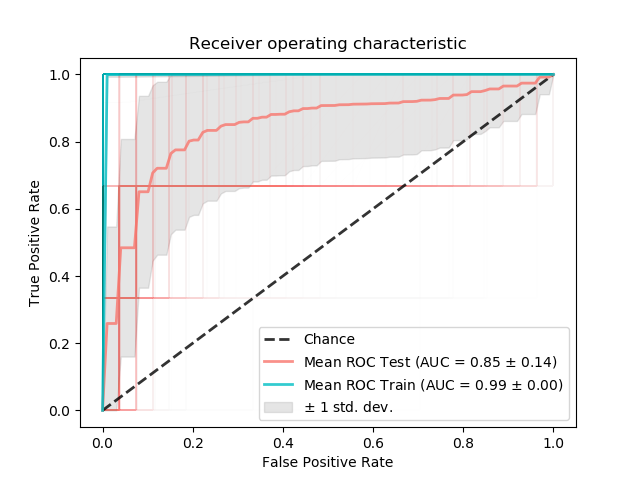 Receiver operating characteristic
True Positive Rate
1.0
0.8
0.6
0.4
0.2
0.0
Chance
Mean ROC Test (AUC = 0.85 ± 0.14)
Mean ROC Train (AUC = 0.99 ± 0.00)
± 1 std. dev.
0.0 0.2 0.4 0.6 0.8 1.0
False Positive Rate